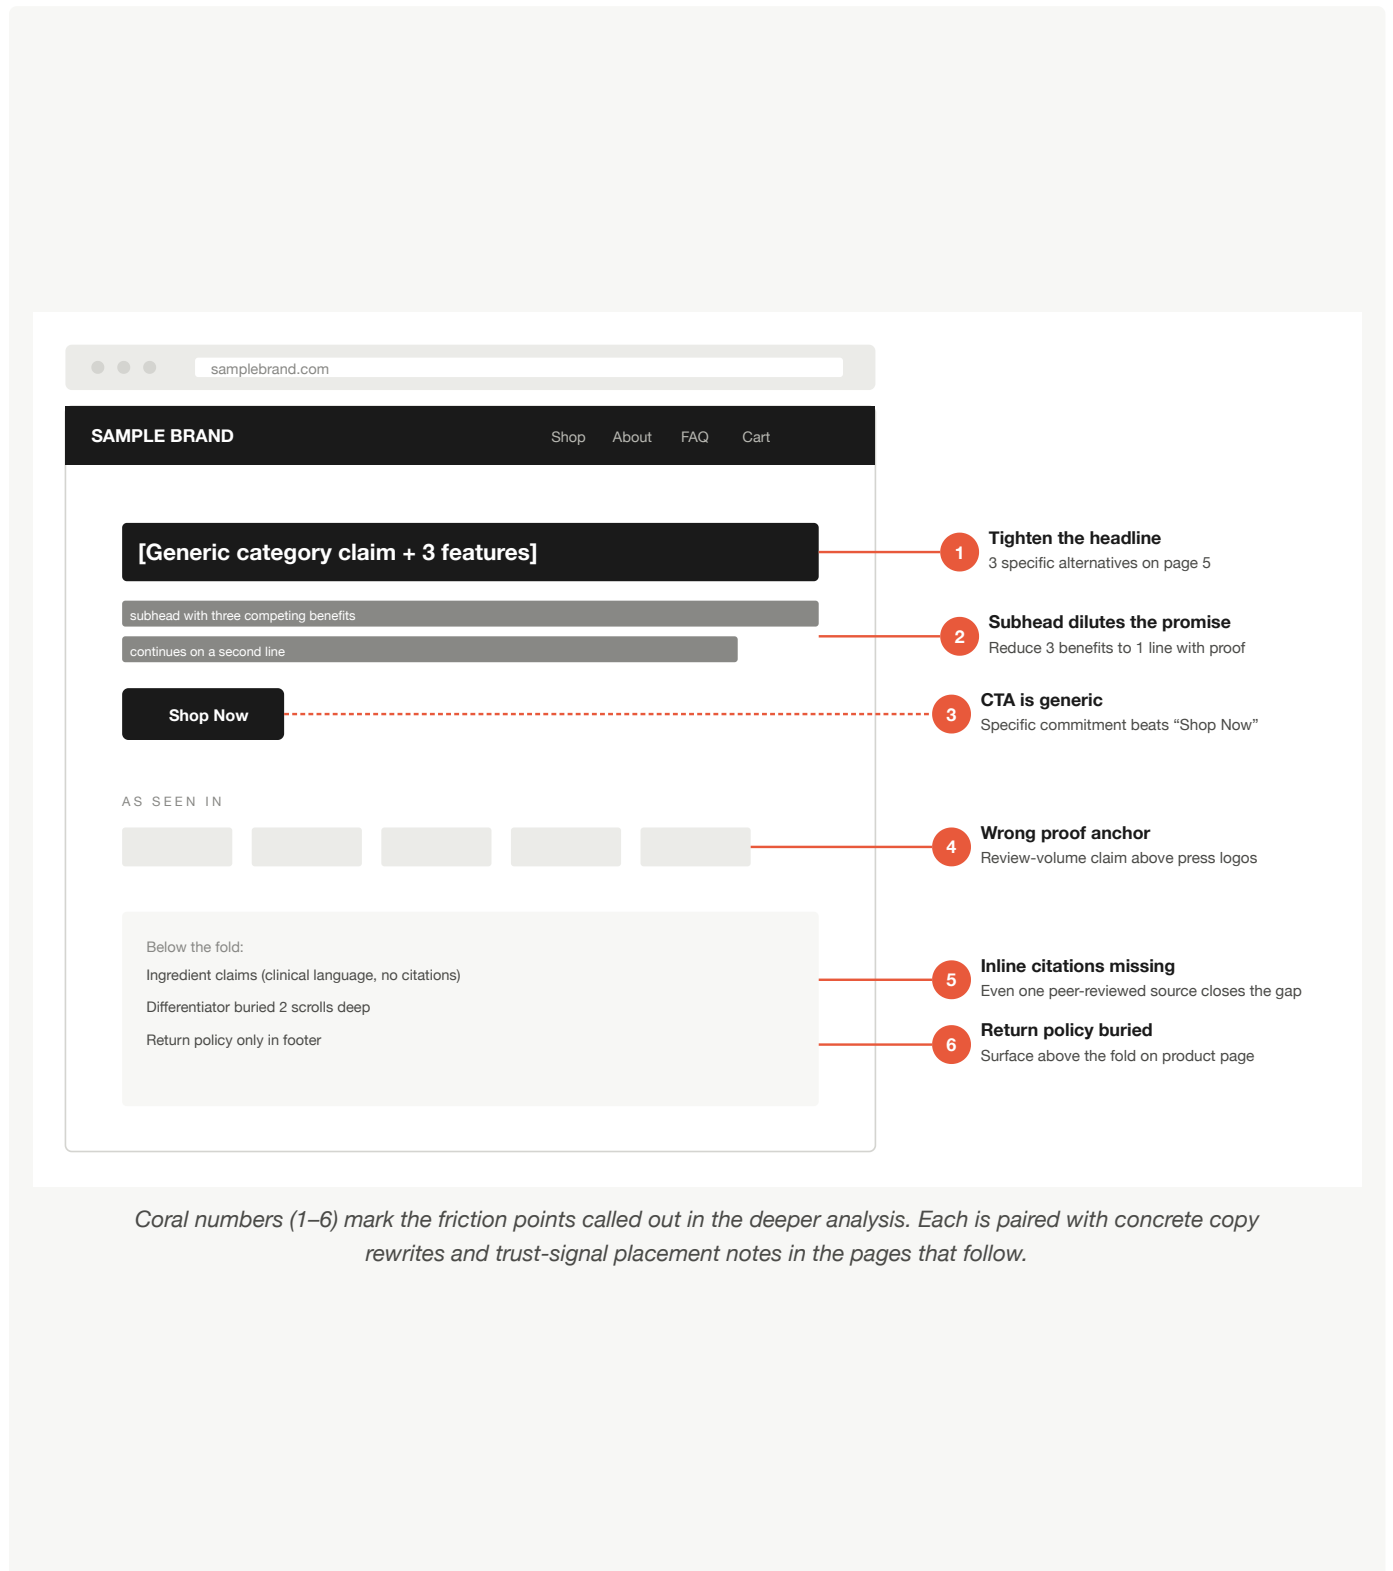 samplebrand.com
SAMPLE BRAND
Shop About FAQ Cart
[Generic category claim + 3 features]
1
Tighten the headline
3 specific alternatives on page 5
subhead with three competing benefits
continues on a second line
2
Subhead dilutes the promise
Reduce 3 benefits to 1 line with proof
Shop Now
3
CTA is generic
Specific commitment beats “Shop Now”
AS SEEN IN
4
Wrong proof anchor
Review-volume claim above press logos
Below the fold:
Ingredient claims (clinical language, no citations)
Differentiator buried 2 scrolls deep
Return policy only in footer
5
Inline citations missing
Even one peer-reviewed source closes the gap
6
Return policy buried
Surface above the fold on product page
Coral numbers (1–6) mark the friction points called out in the deeper analysis. Each is paired with concrete copy
rewrites and trust-signal placement notes in the pages that follow.